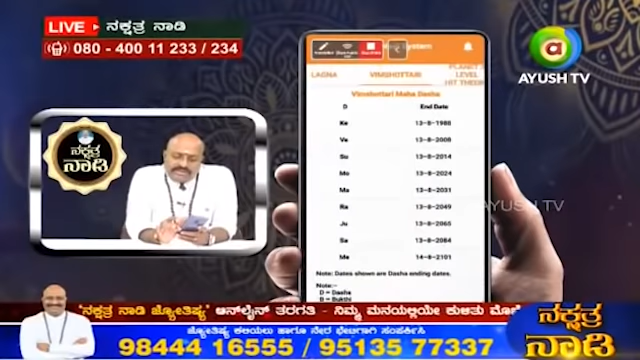 LIVE ನಕ್ಷತ್ರ ನಾಡಿ
080 - 400 11 233 / 234
System
LAGNA VIMSHOTTARI PLANET LEVEL HIT THEORY
Vimshottari Maha Dasha
D End Date
Ke 13-8-1988
Ve 13-8-2008
Su 13-8-2014
Mo 13-8-2024
Ma 13-8-2031
Ra 13-8-2049
Ju 13-8-2065
Sa 13-8-2084
Me 14-8-2101
Note: Dates shown are Dasha ending dates.
Note:
D = Dasha
B = Bukthi
a
AYUSH TV
AYUSH TV
ನಕ್ಷತ್ರ
ನಾಡಿ
'ನಕ್ಷತ್ರ ನಾಡಿ ಜ್ಯೋತಿಷ್ಯ' ಆನ್‌ಲೈನ್ ತರಗತಿ - ನಿಮ್ಮ ಮನೆಯಲ್ಲಿಯೇ ಕುಳಿತು ಮೊ
ಜ್ಯೋತಿಷ್ಯ ಕಲಿಯಲು ಹಾಗೂ ನೇರ ಭೇಟಿಗಾಗಿ ಸಂಪರ್ಕಿಸಿ
98444 16555 / 95135 77337
ನಕ್ಷತ್ರ
ನಾಡಿ